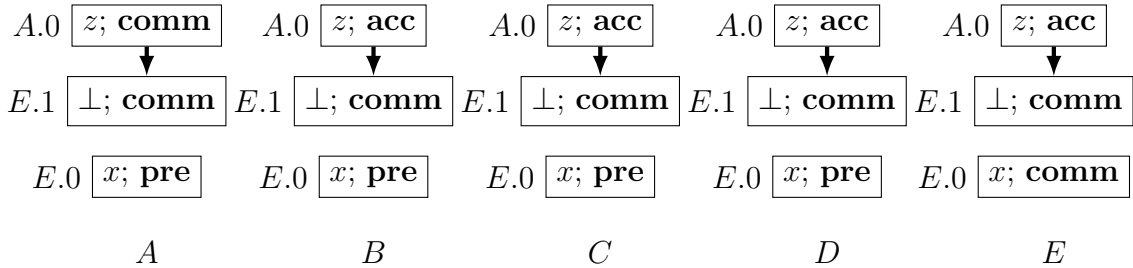 A.0 z; comm A.0 z; acc A.0 z; acc A.0 z; acc A.0 z; acc
E.1 ⊥; comm E.1 ⊥; comm E.1 ⊥; comm E.1 ⊥; comm E.1 ⊥; comm
E.0 x; pre E.0 x; pre E.0 x; pre E.0 x; pre E.0 x; comm
A B C D E